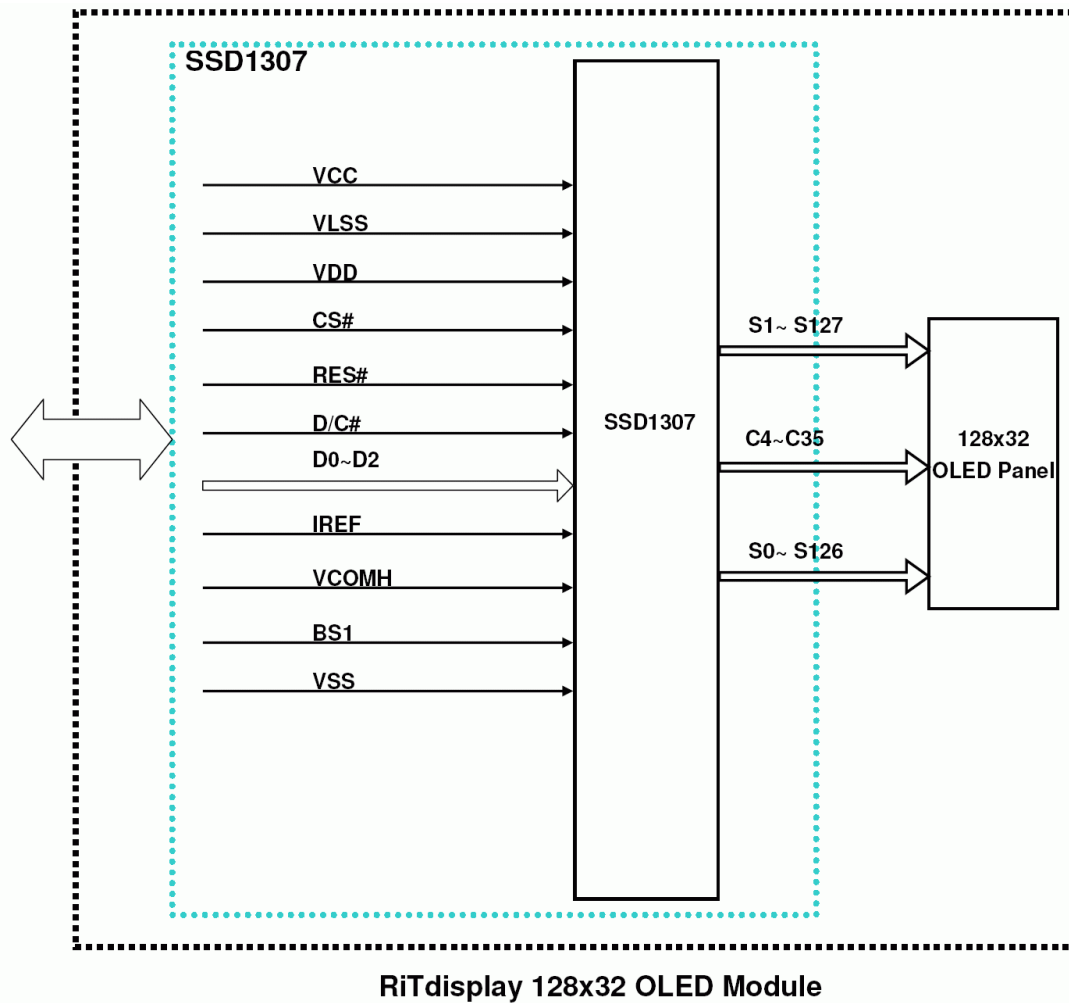 SSD1307
VCC
VLSS
VDD
CS#
RES#
D/C#
D0~D2
IREF
VCOMH
BS1
VSS
SSD1307
S1~ S127
C4~C35
S0~ S126
128x32
OLED Panel
RiTdisplay 128x32 OLED Module